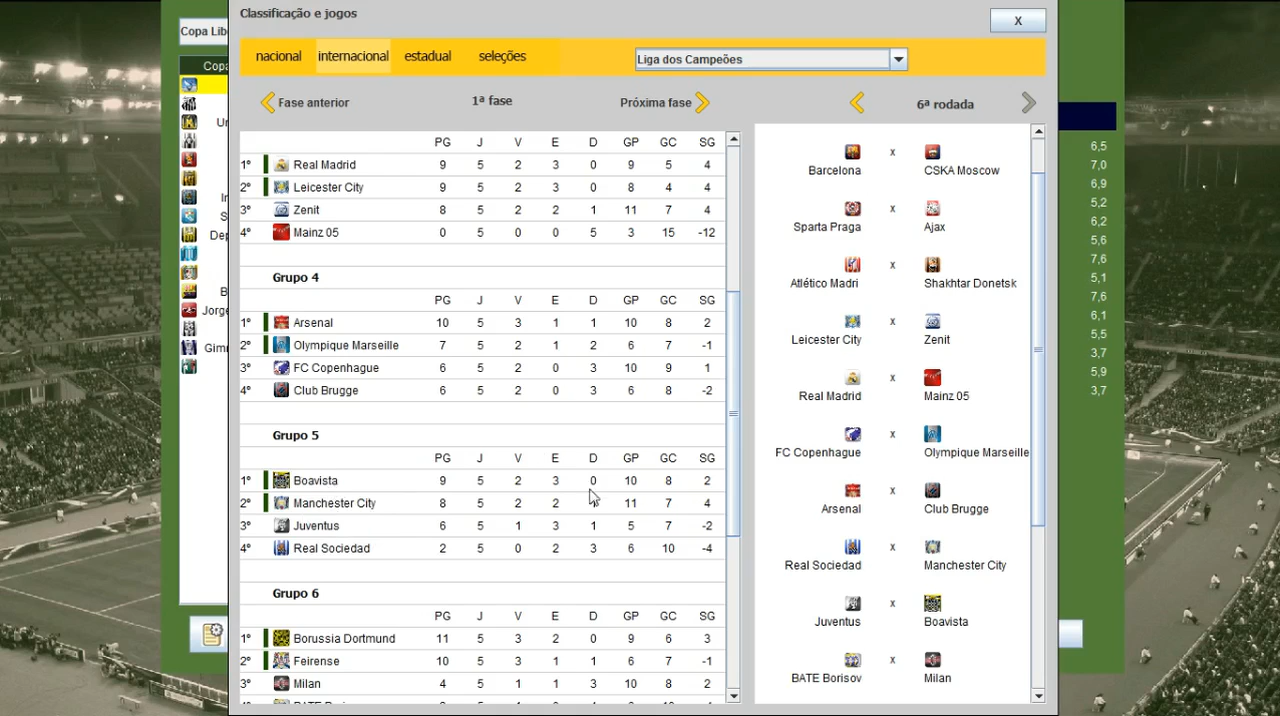 Classificação e jogos
X
Copa Lib
Copa
Ur
Ir
S
Dep
B
Jorge
Gimr
nacional internacional estadual seleções Liga dos Campeões
Fase anterior 1ª fase Próxima fase
PG J V E D GP GC SG
1º Real Madrid 9 5 2 3 0 9 5 4
2º Leicester City 9 5 2 3 0 8 4 4
3º Zenit 8 5 2 2 1 11 7 4
4º Mainz 05 0 5 0 0 5 3 15 -12
Grupo 4
PG J V E D GP GC SG
1º Arsenal 10 5 3 1 1 10 8 2
2º Olympique Marseille 7 5 2 1 2 6 7 -1
3º FC Copenhague 6 5 2 0 3 10 9 1
4º Club Brugge 6 5 2 0 3 6 8 -2
Grupo 5
PG J V E D GP GC SG
1º Boavista 9 5 2 3 0 10 8 2
2º Manchester City 8 5 2 2 11 7 4
3º Juventus 6 5 1 3 1 5 7 -2
4º Real Sociedad 2 5 0 2 3 6 10 -4
Grupo 6
PG J V E D GP GC SG
1º Borussia Dortmund 11 5 3 2 0 9 6 3
2º Feirense 10 5 3 1 1 6 7 -1
3º Milan 4 5 1 1 3 10 8 2
6ª rodada
Barcelona x CSKA Moscow
Sparta Praga x Ajax
Atlético Madri x Shakhtar Donetsk
Leicester City x Zenit
Real Madrid x Mainz 05
FC Copenhague x Olympique Marseille
Arsenal x Club Brugge
Real Sociedad x Manchester City
Juventus x Boavista
BATE Borisov x Milan
6,5
7,0
6,9
5,2
6,2
5,6
7,6
5,1
7,6
6,1
5,5
3,7
5,9
3,7